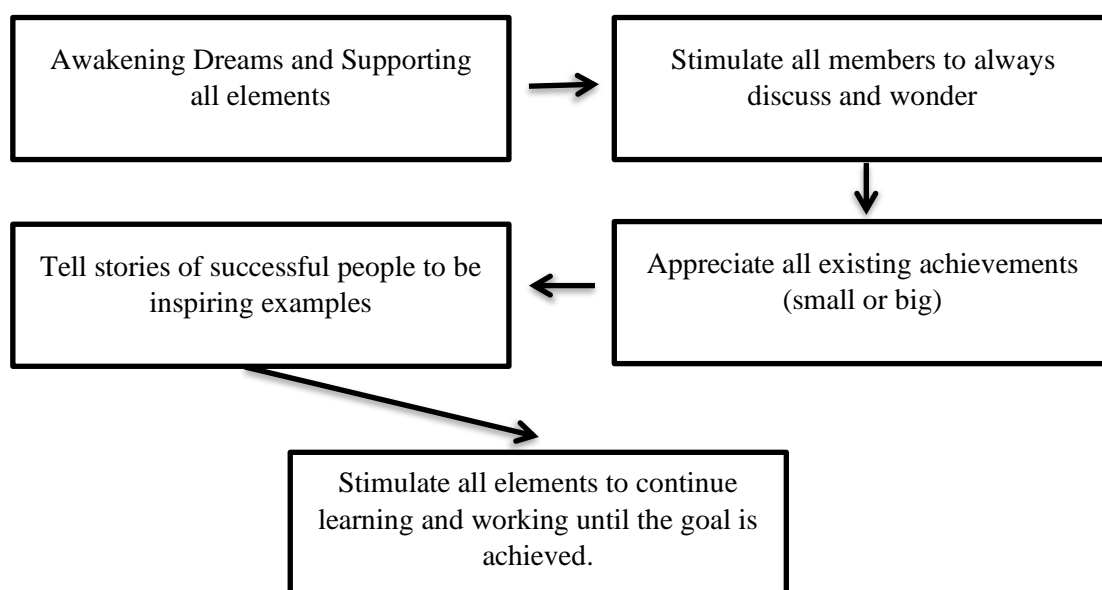 Awakening Dreams and Supporting
all elements
Stimulate all members to always
discuss and wonder
Appreciate all existing achievements
(small or big)
Tell stories of successful people to be
inspiring examples
Stimulate all elements to continue
learning and working until the goal is
achieved.